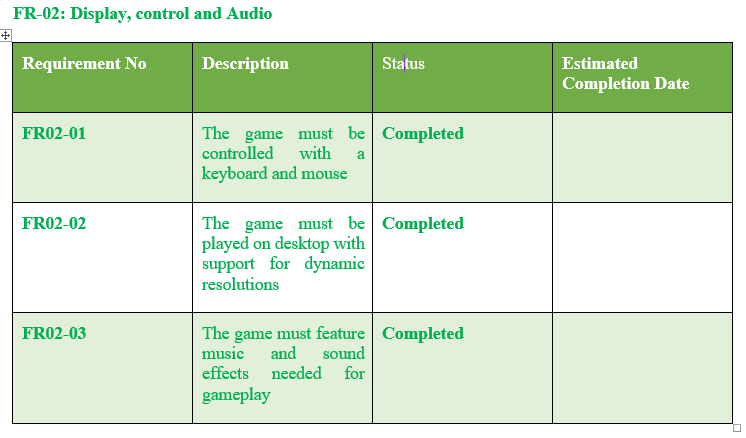 FR-02: Display, control and Audio
Requirement No
Description
Status
Estimated
Completion Date
FR02-01
The game must be
controlled with a
keyboard and mouse
Completed
FR02-02
The game must be
played on desktop with
support for dynamic
resolutions
Completed
FR02-03
The game must feature
music and sound
effects needed for
gameplay
Completed